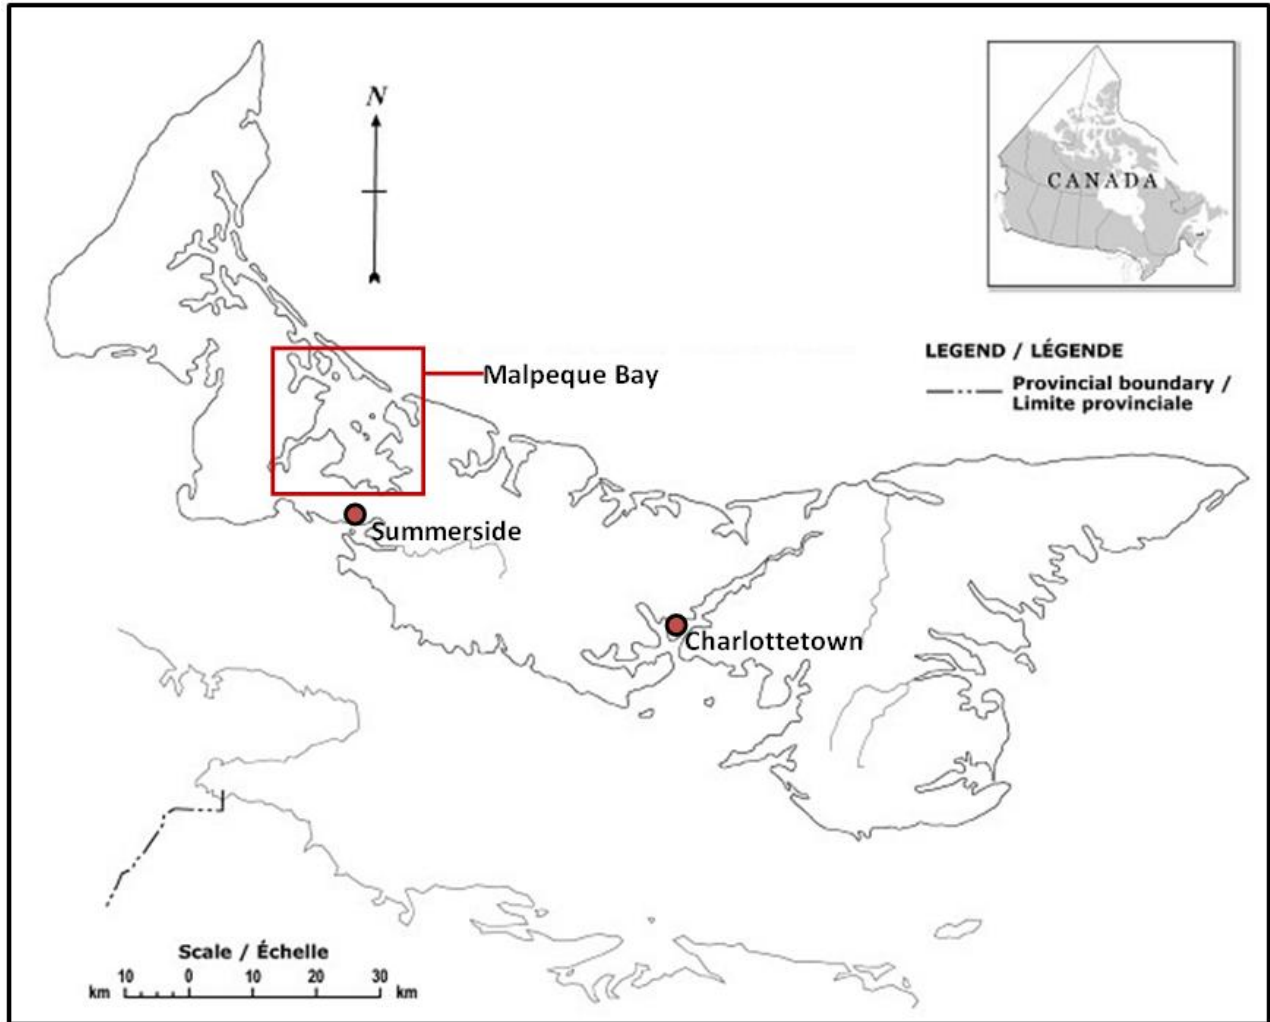 N
CANADA
LEGEND / LÉGENDE
Provincial boundary /
Limite provinciale
Malpeque Bay
Summerside
Charlottetown
Scale / Échelle
10 0 10 20 30
km km